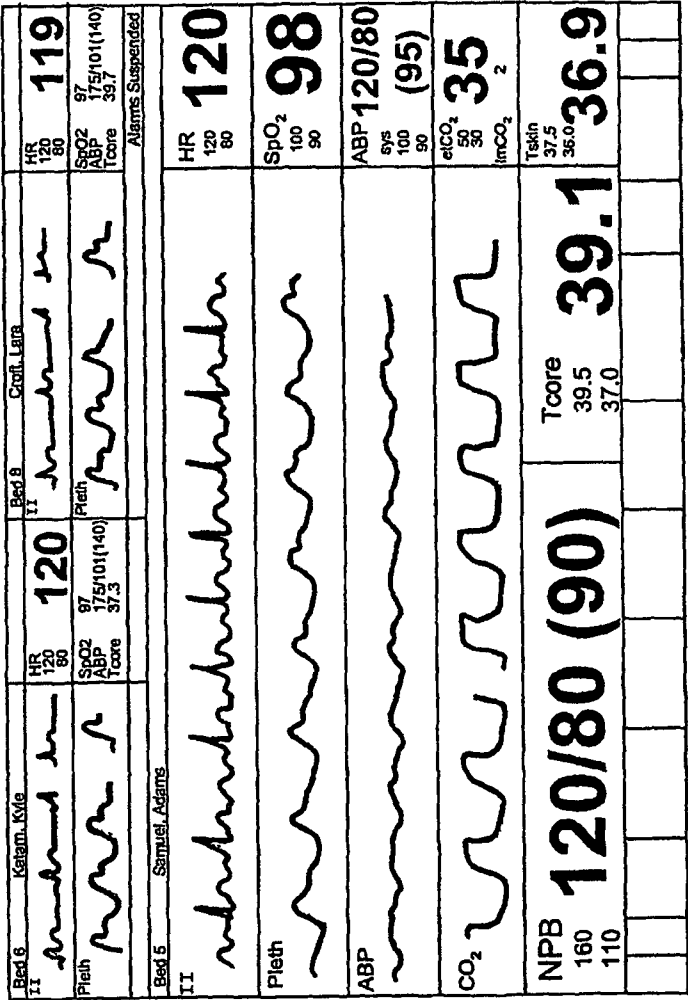 Bed 6 Katam, Kyle
II
HR
120
60
120
Pleth
SpO2 97
ABP 175/101(140)
Tcore 37.3
Bed 8 Croft, Lara
II
HR
120
60
119
Pleth
SpO2 97
ABP 175/101(140)
Tcore 39.7
Alarms Suspended
Bed 5 Samuel, Adams
II
HR
120
80
120
Pleth
SpO2
100
90
98
ABP
ABP 120/80
sys
100
90
(95)
CO2
etCO2
50
30
35
imCO2 2
NPB
160
110
120/80 (90)
Tcore
39.5
37.0
39.1
Tskin
37.5
36.0
36.9